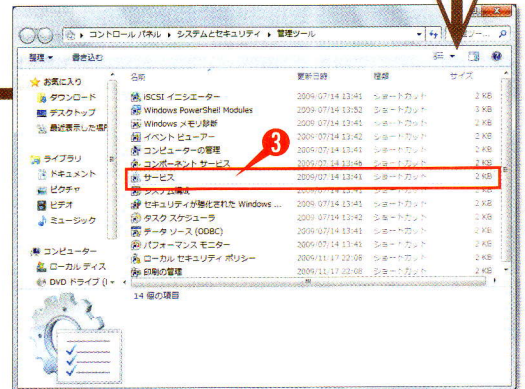 コントロール パネル ▸ システムとセキュリティ ▸ 管理ツール
整理 ▼ 書き込む
お気に入り
ダウンロード
デスクトップ
最近表示した場所
ライブラリ
ドキュメント
ピクチャ
ビデオ
ミュージック
コンピューター
ローカル ディス
DVD ドライブ (
名前 更新日時 種類 サイズ
iSCSI イニシエーター 2009/07/14 13:41 ショートカット 2 KB
Windows PowerShell Modules 2009/07/14 13:52 ショートカット 3 KB
Windows メモリ診断 2009/07/14 13:41 ショートカット 2 KB
イベント ビューアー 2009/07/14 13:42 ショートカット 2 KB
コンピューターの管理 2009/07/14 13:41 ショートカット 2 KB
コンポーネント サービス 2009/07/14 13:46 ショートカット 2 KB
3
サービス 2009/07/14 13:41 ショートカット 2 KB
システム構成 2009/07/14 13:41 ショートカット 2 KB
セキュリティが強化された Windows ... 2009/07/14 13:41 ショートカット 2 KB
タスク スケジューラ 2009/07/14 13:42 ショートカット 2 KB
データ ソース (ODBC) 2009/07/14 13:41 ショートカット 2 KB
パフォーマンス モニター 2009/07/14 13:41 ショートカット 2 KB
ローカル セキュリティ ポリシー 2009/11/17 22:08 ショートカット 2 KB
印刷の管理 2009/11/17 22:08 ショートカット 2 KB
14 個の項目